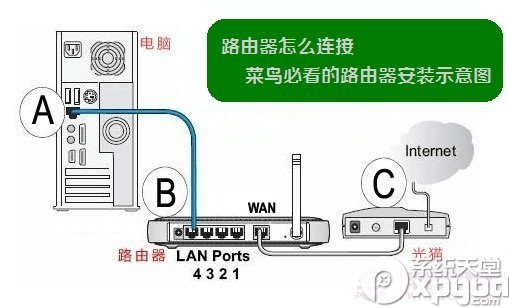 电脑
路由器怎么连接
菜鸟必看的路由器安装示意图
A
B
C
Internet
WAN
路由器
LAN Ports
4 3 2 1
光猫
系统天堂
xpgod.com